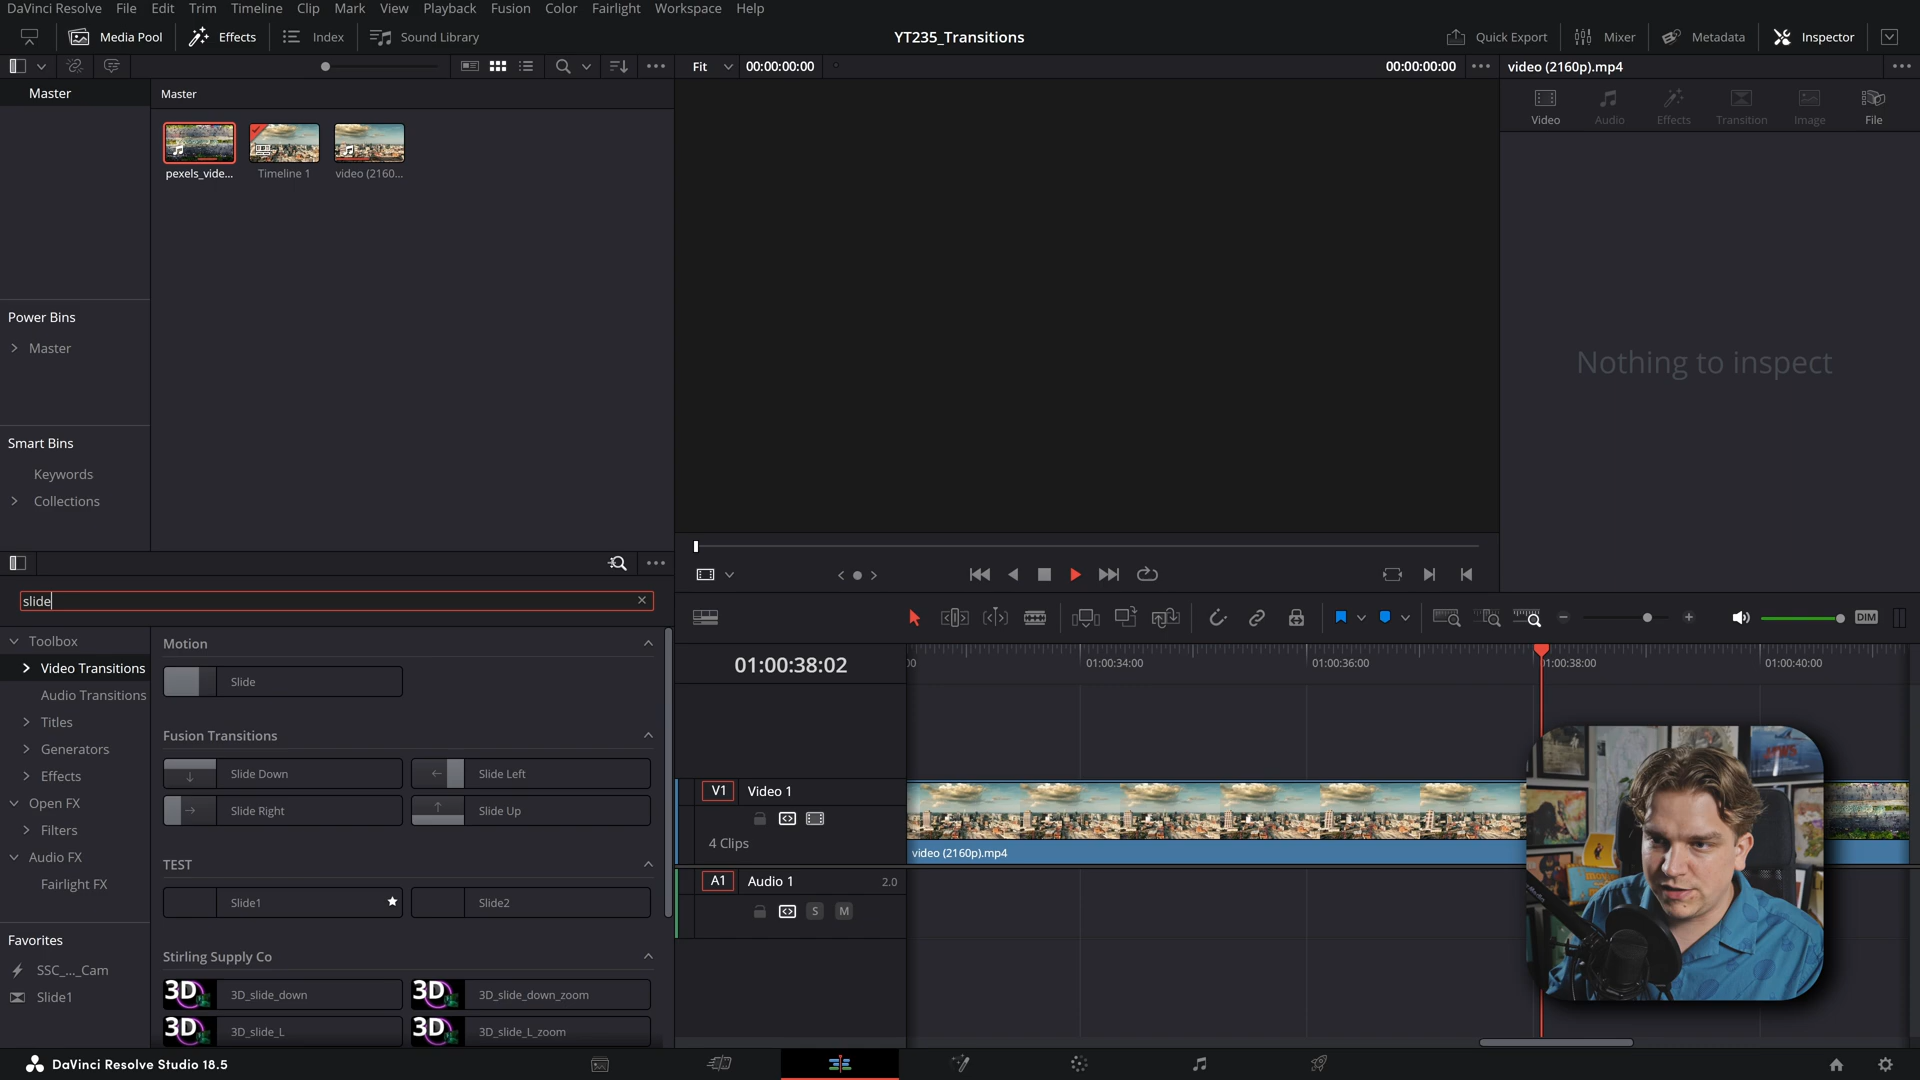 DaVinci Resolve File Edit Trim Timeline Clip Mark View Playback Fusion Color Fairlight Workspace Help
Media Pool Effects Index Sound Library YT235_Transitions Quick Export Mixer Metadata Inspector
Fit 00:00:00:00 00:00:00:00 video (2160p).mp4
Master Master
Video Audio Effects Transition Image File
pexels_vide... Timeline 1 video (2160...
Power Bins
Master
Nothing to inspect
Smart Bins
Keywords
Collections
slide
DIM
Toolbox
Video Transitions
Audio Transitions
Titles
Generators
Effects
Open FX
Filters
Audio FX
Fairlight FX
Favorites
SSC_..._Cam
Slide1
Motion
Slide
Fusion Transitions
Slide Down Slide Left
Slide Right Slide Up
TEST
Slide1 Slide2
Stirling Supply Co
3D 3D_slide_down 3D 3D_slide_down_zoom
3D 3D_slide_L 3D 3D_slide_L_zoom
01:00:38:02
00 01:00:34:00 01:00:36:00 01:00:38:00 01:00:40:00
V1 Video 1
4 Clips
video (2160p).mp4
A1 Audio 1 2.0
S M
DaVinci Resolve Studio 18.5